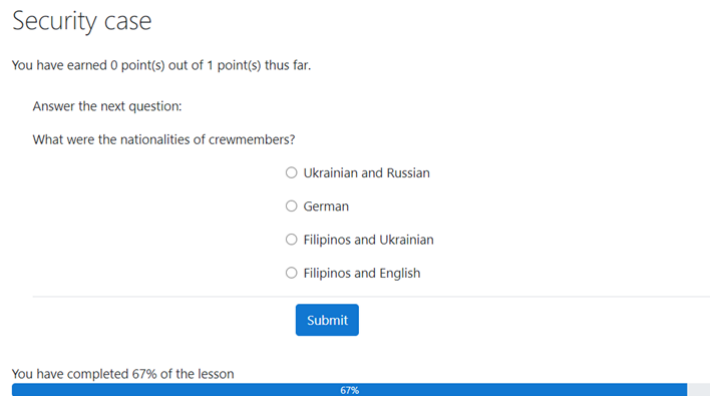 Security case
You have earned 0 point(s) out of 1 point(s) thus far.
Answer the next question:
What were the nationalities of crewmembers?
Ukrainian and Russian
German
Filipinos and Ukrainian
Filipinos and English
Submit
You have completed 67% of the lesson
67%